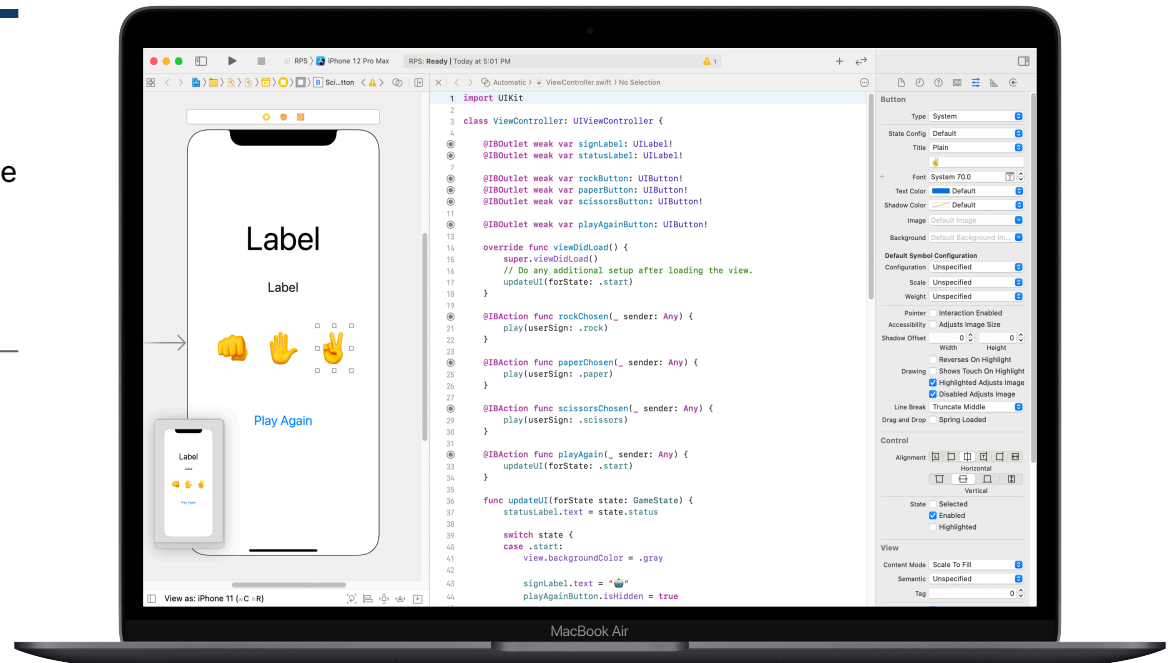 e
RPS 〉 iPhone 12 Pro Max
RPS: Ready | Today at 5:01 PM
1
Sci...tton
Automatic 〉 ViewController.swift 〉 No Selection
Label
Label
👊 🖐 ✌️
Play Again
Label
Label
👊 🖐 ✌️
Play Again
View as: iPhone 11 (wC hR)
1 import UIKit
2
3 class ViewController: UIViewController {
4
@IBOutlet weak var signLabel: UILabel!
@IBOutlet weak var statusLabel: UILabel!
7
@IBOutlet weak var rockButton: UIButton!
@IBOutlet weak var paperButton: UIButton!
@IBOutlet weak var scissorsButton: UIButton!
11
@IBOutlet weak var playAgainButton: UIButton!
13
14 override func viewDidLoad() {
15 super.viewDidLoad()
16 // Do any additional setup after loading the view.
17 updateUI(forState: .start)
18 }
19
@IBAction func rockChosen(_ sender: Any) {
21 play(userSign: .rock)
22 }
23
@IBAction func paperChosen(_ sender: Any) {
25 play(userSign: .paper)
26 }
27
@IBAction func scissorsChosen(_ sender: Any) {
29 play(userSign: .scissors)
30 }
31
@IBAction func playAgain(_ sender: Any) {
33 updateUI(forState: .start)
34 }
35
36 func updateUI(forState state: GameState) {
37 statusLabel.text = state.status
38
39 switch state {
40 case .start:
41 view.backgroundColor = .gray
42
43 signLabel.text = "🤖"
44 playAgainButton.isHidden = true
Button
Type System
State Config Default
Title Plain
✌️
Font System 70.0
Text Color Default
Shadow Color Default
Image Default Image
Background Default Background Im...
Default Symbol Configuration
Configuration Unspecified
Scale Unspecified
Weight Unspecified
Pointer Interaction Enabled
Accessibility Adjusts Image Size
Shadow Offset 0 0
Width Height
Reverses On Highlight
Drawing Shows Touch On Highlight
Highlighted Adjusts Image
Disabled Adjusts Image
Line Break Truncate Middle
Drag and Drop Spring Loaded
Control
Alignment
Horizontal
Vertical
State Selected
Enabled
Highlighted
View
Content Mode Scale To Fill
Semantic Unspecified
Tag 0
MacBook Air